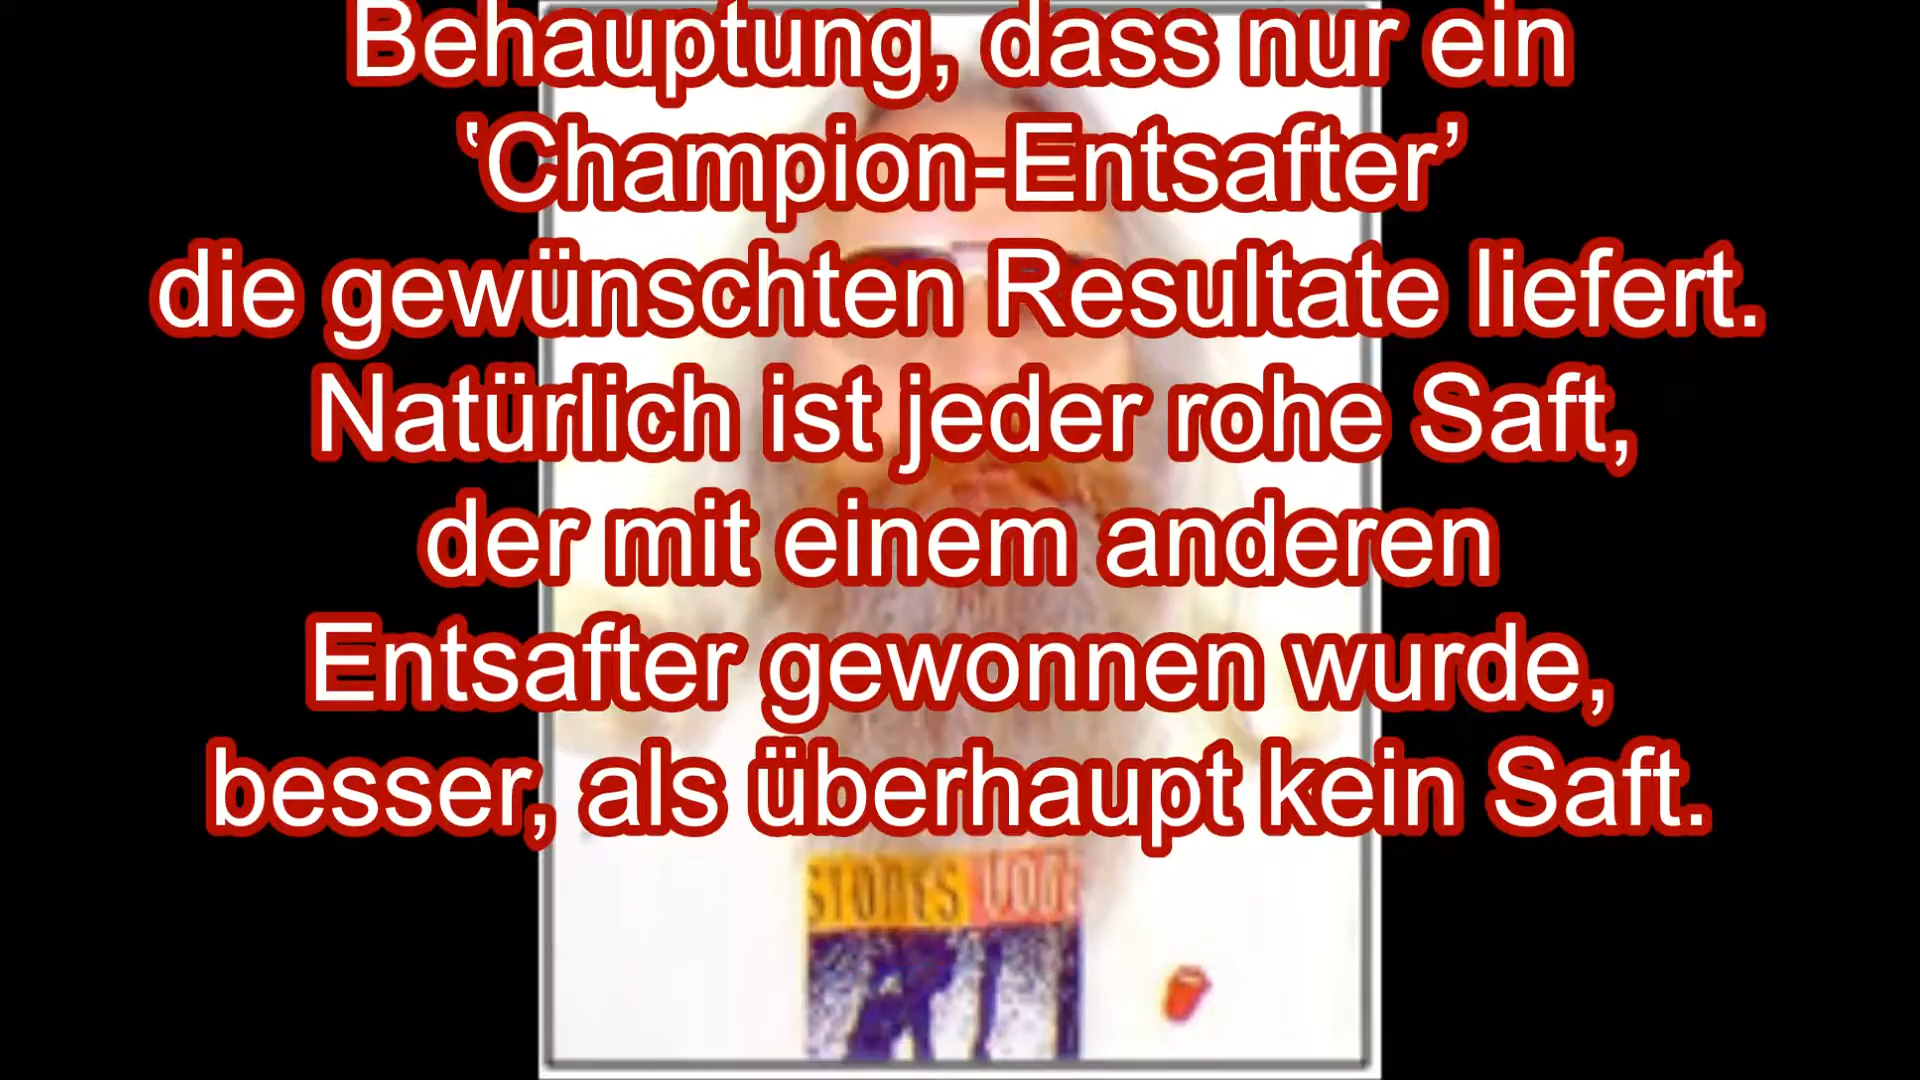 Behauptung, dass nur ein
‛Champion-Entsafter’
die gewünschten Resultate liefert.
Natürlich ist jeder rohe Saft,
der mit einem anderen
Entsafter gewonnen wurde,
besser, als überhaupt kein Saft.
STONES